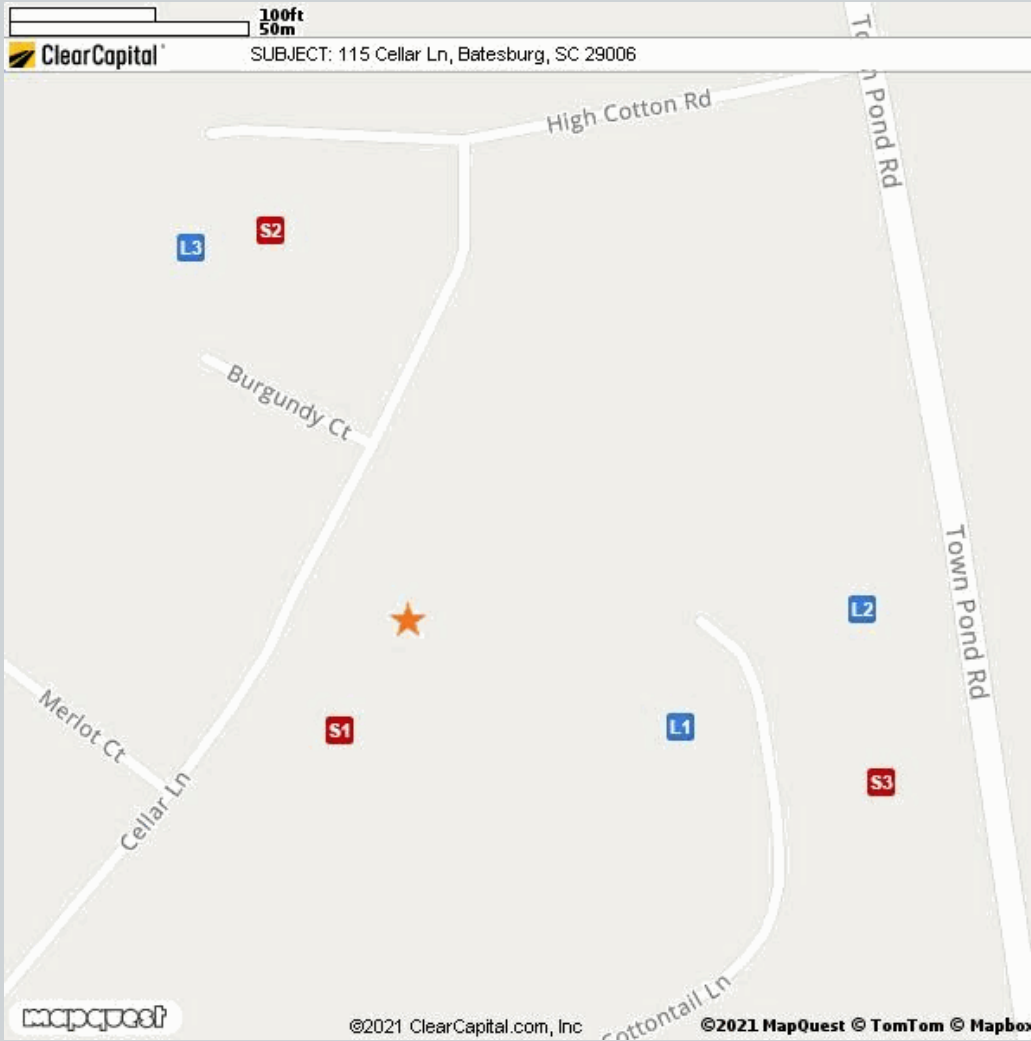 100ft
50m
ClearCapital
SUBJECT: 115 Cellar Ln, Batesburg, SC 29006
Town Pond Rd
High Cotton Rd
S2
L3
Burgundy Ct
Town Pond Rd
L2
Merlot Ct
S1
L1
S3
Cellar Ln
Cottontail Ln
mapquest
©2021 ClearCapital.com, Inc
©2021 MapQuest © TomTom © Mapbox